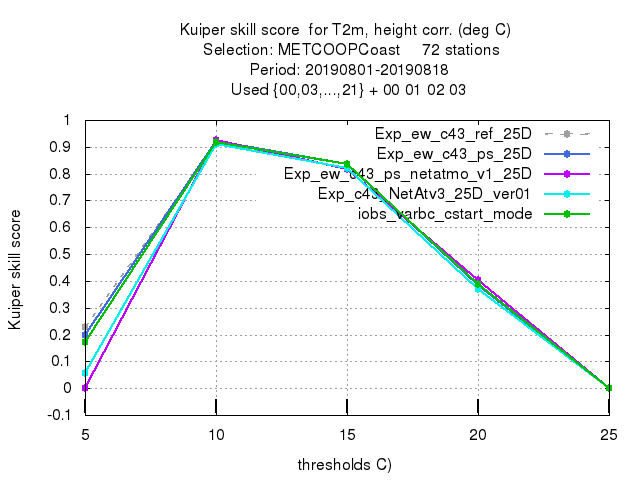 Kuiper skill score  for T2m, height corr. (deg C)
Selection: METCOOPCoast     72 stations
Period: 20190801-20190818
Used {00,03,...,21} + 00 01 02 03
1
0.9
0.8
0.7
0.6
0.5
0.4
0.3
0.2
0.1
0
-0.1
Kuiper skill score
Exp_ew_c43_ref_25D
Exp_ew_c43_ps_25D
Exp_ew_c43_ps_netatmo_v1_25D
Exp_c43_NetAtv3_25D_ver01
iobs_varbc_cstart_mode
5 10 15 20 25
thresholds C)